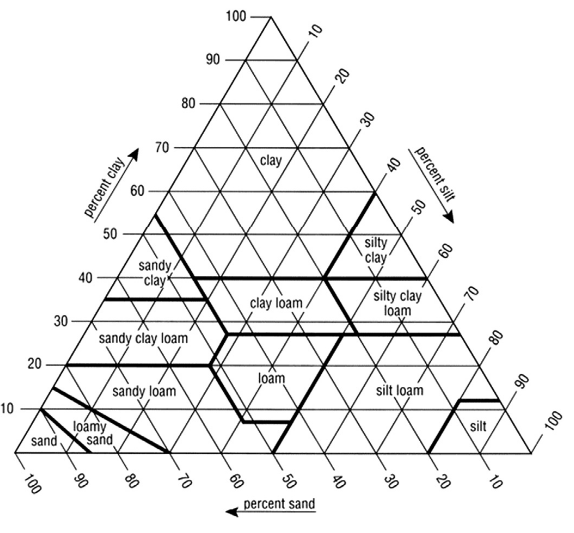 100
10
90
20
80
30
70
clay
40
percent clay
percent silt
60
50
50
silty
clay
60
sandy
clay
40
clay loam
silty clay
loam
70
30
sandy clay loam
80
20
loam
sandy loam
silt loam
90
10
loamy
sand
sand
silt
100
100
90
80
70
60
50
40
30
20
10
percent sand